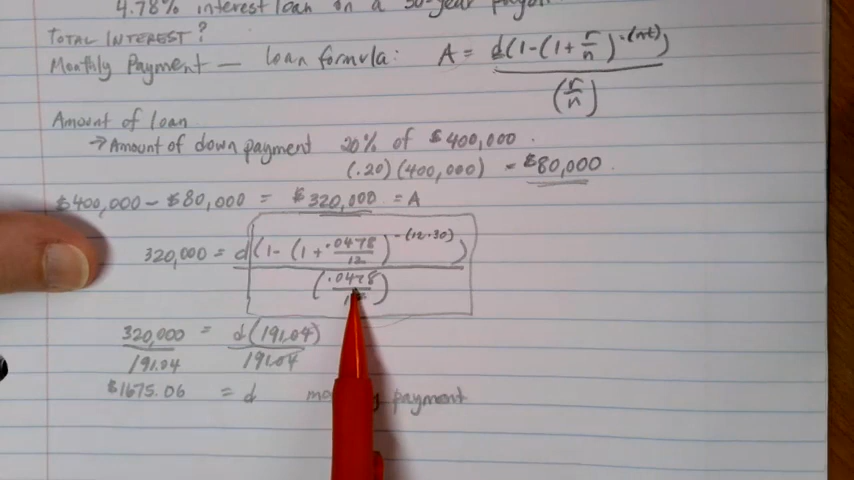 4.78% interest loan on a 30-year
TOTAL INTEREST?
Monthly Payment — loan formula: A = d(1-(1+r/n)^-(nt)) / (r/n)
Amount of loan
→ Amount of down payment 20% of $400,000.
(.20)(400,000) = $80,000.
$400,000 - $80,000 = $320,000 = A
320,000 = d(1-(1+.0478/12)^-(12·30)) / (.0478/12)
320,000/191.04 = d(191.04)/191.04
$1675.06 = d payment